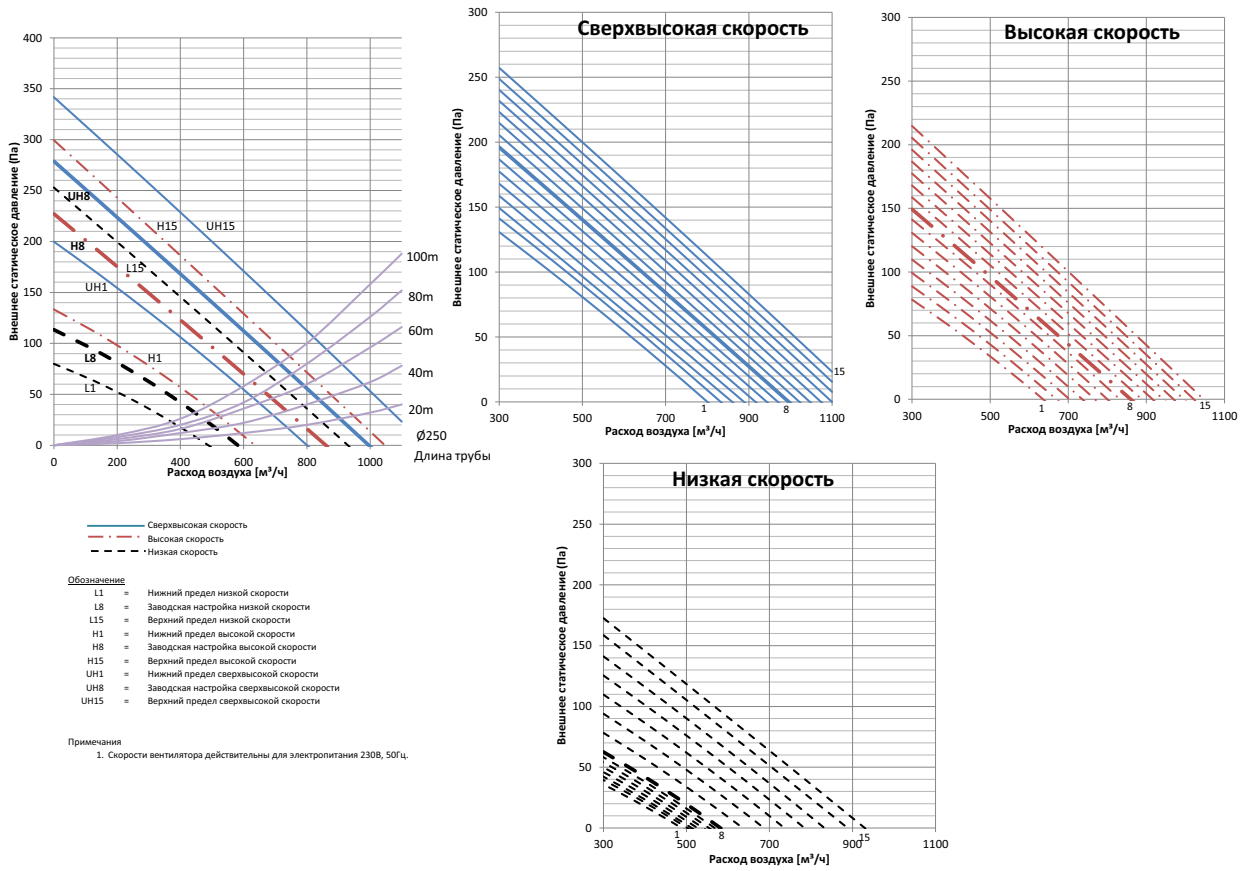 400
350
300
250
200
150
100
50
0
Внешнее статическое давление (Па)
UH8
H8
UH1
L8
L1
L15
H1
H15
UH15
100m
80m
60m
40m
20m
Ø250
Длина трубы
0 200 400 600 800 1000
Расход воздуха [м³/ч]
Сверхвысокая скорость
300
250
200
150
100
50
0
Внешнее статическое давление (Па)
15
1 8
300 500 700 900 1100
Расход воздуха [м³/ч]
Высокая скорость
300
250
200
150
100
50
0
Внешнее статическое давление (Па)
1 8 15
300 500 700 900 1100
Расход воздуха [м³/ч]
Сверхвысокая скорость
Высокая скорость
Низкая скорость
Обозначение
L1 = Нижний предел низкой скорости
L8 = Заводская настройка низкой скорости
L15 = Верхний предел низкой скорости
H1 = Нижний предел высокой скорости
H8 = Заводская настройка высокой скорости
H15 = Верхний предел высокой скорости
UH1 = Нижний предел сверхвысокой скорости
UH8 = Заводская настройка сверхвысокой скорости
UH15 = Верхний предел сверхвысокой скорости
Примечания
1. Скорости вентилятора действительны для электропитания 230В, 50Гц.
Низкая скорость
300
250
200
150
100
50
0
Внешнее статическое давление (Па)
1 8 15
300 500 700 900 1100
Расход воздуха [м³/ч]